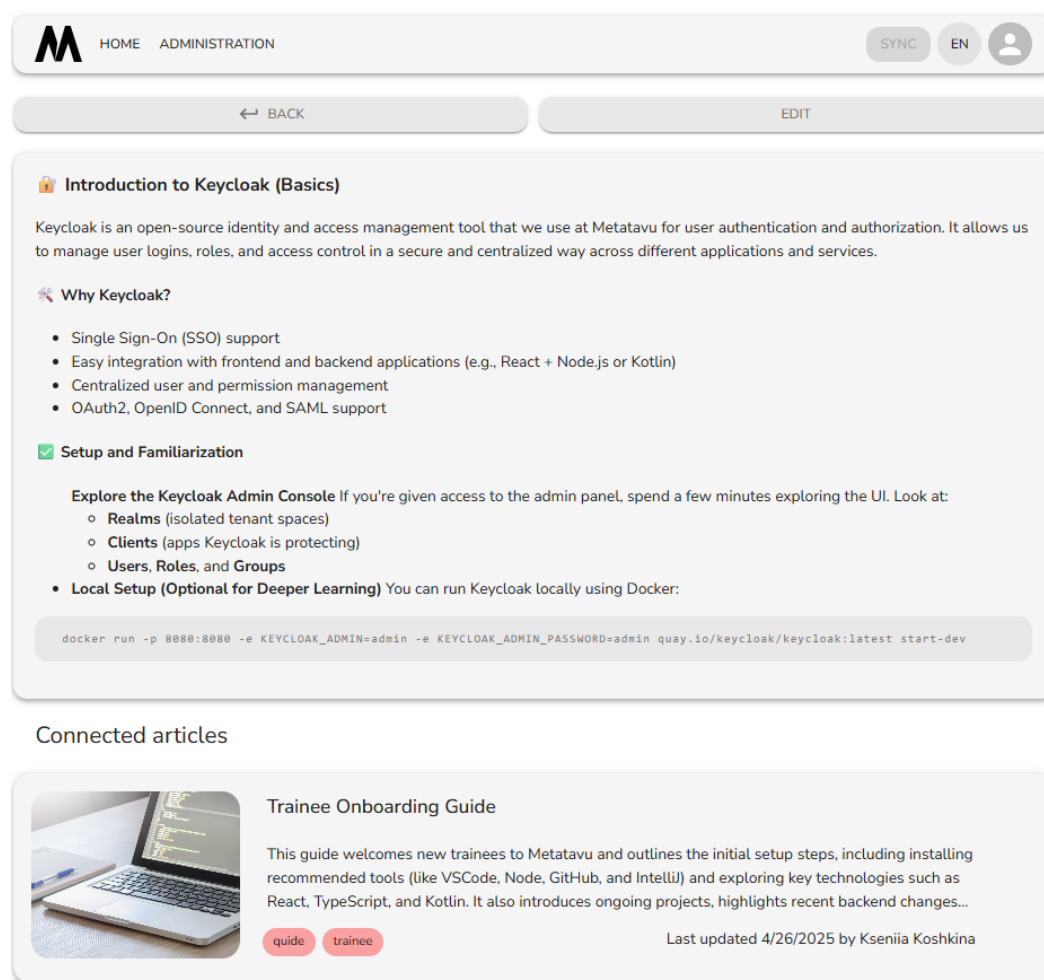 HOME ADMINISTRATION SYNC EN
BACK EDIT
Introduction to Keycloak (Basics)
Keycloak is an open-source identity and access management tool that we use at Metatavu for user authentication and authorization. It allows us
to manage user logins, roles, and access control in a secure and centralized way across different applications and services.
Why Keycloak?
Single Sign-On (SSO) support
Easy integration with frontend and backend applications (e.g., React + Node.js or Kotlin)
Centralized user and permission management
OAuth2, OpenID Connect, and SAML support
Setup and Familiarization
Explore the Keycloak Admin Console If you're given access to the admin panel, spend a few minutes exploring the UI. Look at:
Realms (isolated tenant spaces)
Clients (apps Keycloak is protecting)
Users, Roles, and Groups
Local Setup (Optional for Deeper Learning) You can run Keycloak locally using Docker:
docker run -p 8080:8080 -e KEYCLOAK_ADMIN=admin -e KEYCLOAK_ADMIN_PASSWORD=admin quay.io/keycloak/keycloak:latest start-dev
Connected articles
Trainee Onboarding Guide
This guide welcomes new trainees to Metatavu and outlines the initial setup steps, including installing
recommended tools (like VSCode, Node, GitHub, and IntelliJ) and exploring key technologies such as
React, TypeScript, and Kotlin. It also introduces ongoing projects, highlights recent backend changes...
quide trainee Last updated 4/26/2025 by Kseniia Koshkina